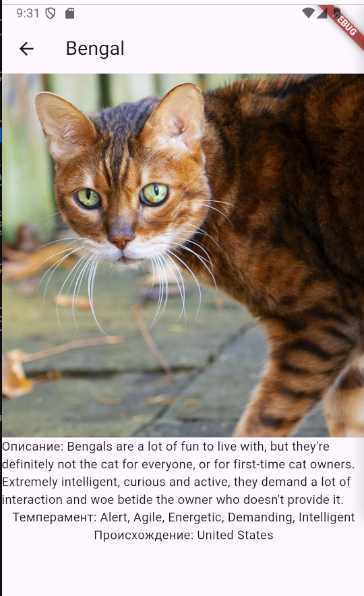 9:31
EBUG
Bengal
Описание: Bengals are a lot of fun to live with, but they're
definitely not the cat for everyone, or for first-time cat owners.
Extremely intelligent, curious and active, they demand a lot of
interaction and woe betide the owner who doesn't provide it.
Темперамент: Alert, Agile, Energetic, Demanding, Intelligent
Происхождение: United States